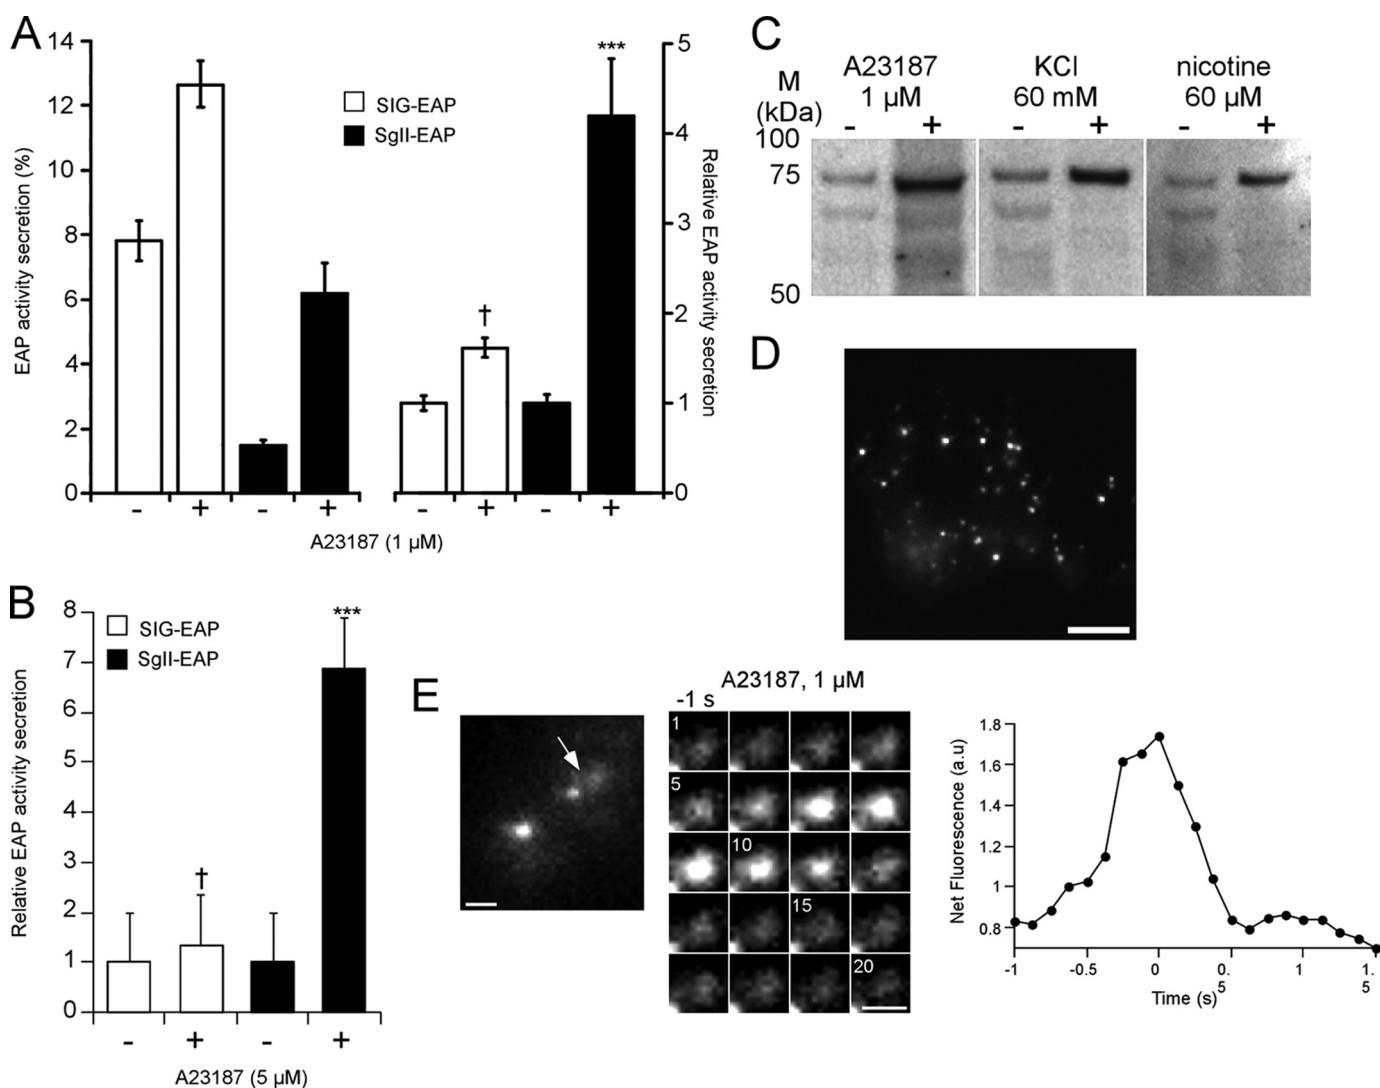 A
14
12
10
8
6
4
2
0
EAP activity secretion (%)
SIG-EAP
SgII-EAP
†
***
5
4
3
2
1
0
Relative EAP activity secretion
- + - + - + - +
A23187 (1 µM)
B
8
7
6
5
4
3
2
1
0
Relative EAP activity secretion
SIG-EAP
SgII-EAP
†
***
- + - +
A23187 (5 µM)
C
M
(kDa)
A23187
1 µM
KCl
60 mM
nicotine
60 µM
- + - + - +
100
75
50
D
E
A23187, 1 µM
-1 s
1
5
10
15
20
1.8
1.6
1.4
1.2
1
0.8
Net Fluorescence (a.u)
-1 -0.5 0 0.5 1 1.5
Time (s)